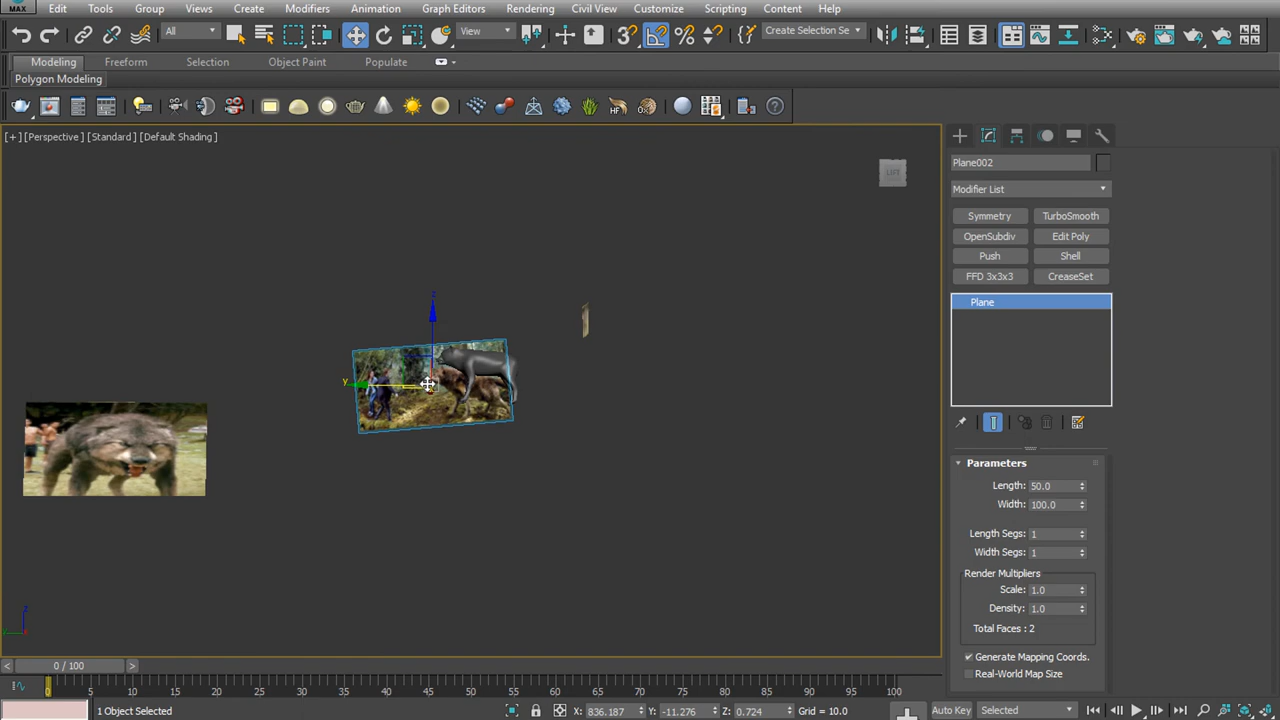 MAX Edit Tools Group Views Create Modifiers Animation Graph Editors Rendering Civil View Customize Scripting Content Help
All View Create Selection Se
Modeling Freeform Selection Object Paint Populate
Polygon Modeling
[+] [Perspective] [Standard] [Default Shading]
LEFT
Plane002
Modifier List
Symmetry TurboSmooth
OpenSubdiv Edit Poly
Push Shell
FFD 3x3x3 CreaseSet
Plane
z
y
Parameters
Length: 50.0
Width: 100.0
Length Segs: 1
Width Segs: 1
Render Multipliers
Scale: 1.0
Density: 1.0
Total Faces : 2
Generate Mapping Coords.
Real-World Map Size
z
< 0 / 100 >
0 5 10 15 20 25 30 35 40 45 50 55 60 65 70 75 80 85 90 95 100
1 Object Selected X: 836.187 Y: -11.276 Z: 0.724 Grid = 10.0 Auto Key Selected